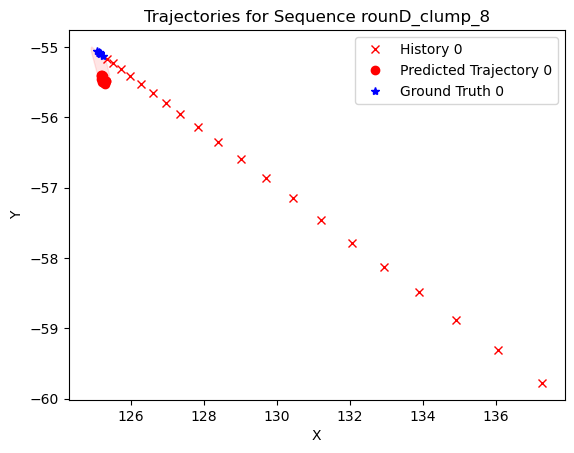 Trajectories for Sequence rounD_clump_8
History 0
Predicted Trajectory 0
Ground Truth 0
Y
−55
−56
−57
−58
−59
−60
126
128
130
132
134
136
X